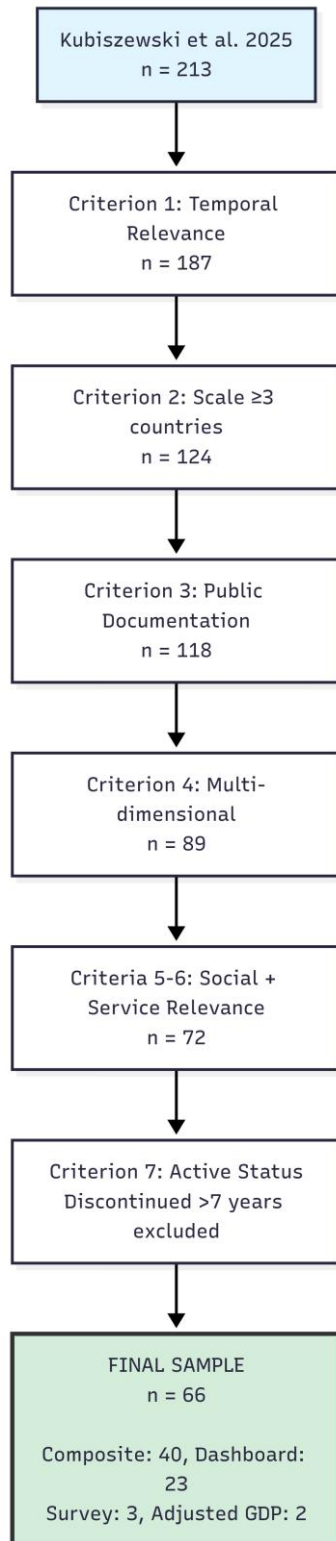 Kubiszewski et al. 2025
n = 213
Criterion 1: Temporal
Relevance
n = 187
Criterion 2: Scale ≥3
countries
n = 124
Criterion 3: Public
Documentation
n = 118
Criterion 4: Multi-
dimensional
n = 89
Criteria 5-6: Social +
Service Relevance
n = 72
Criterion 7: Active Status
Discontinued >7 years
excluded
FINAL SAMPLE
n = 66
Composite: 40, Dashboard:
23
Survey: 3, Adjusted GDP: 2